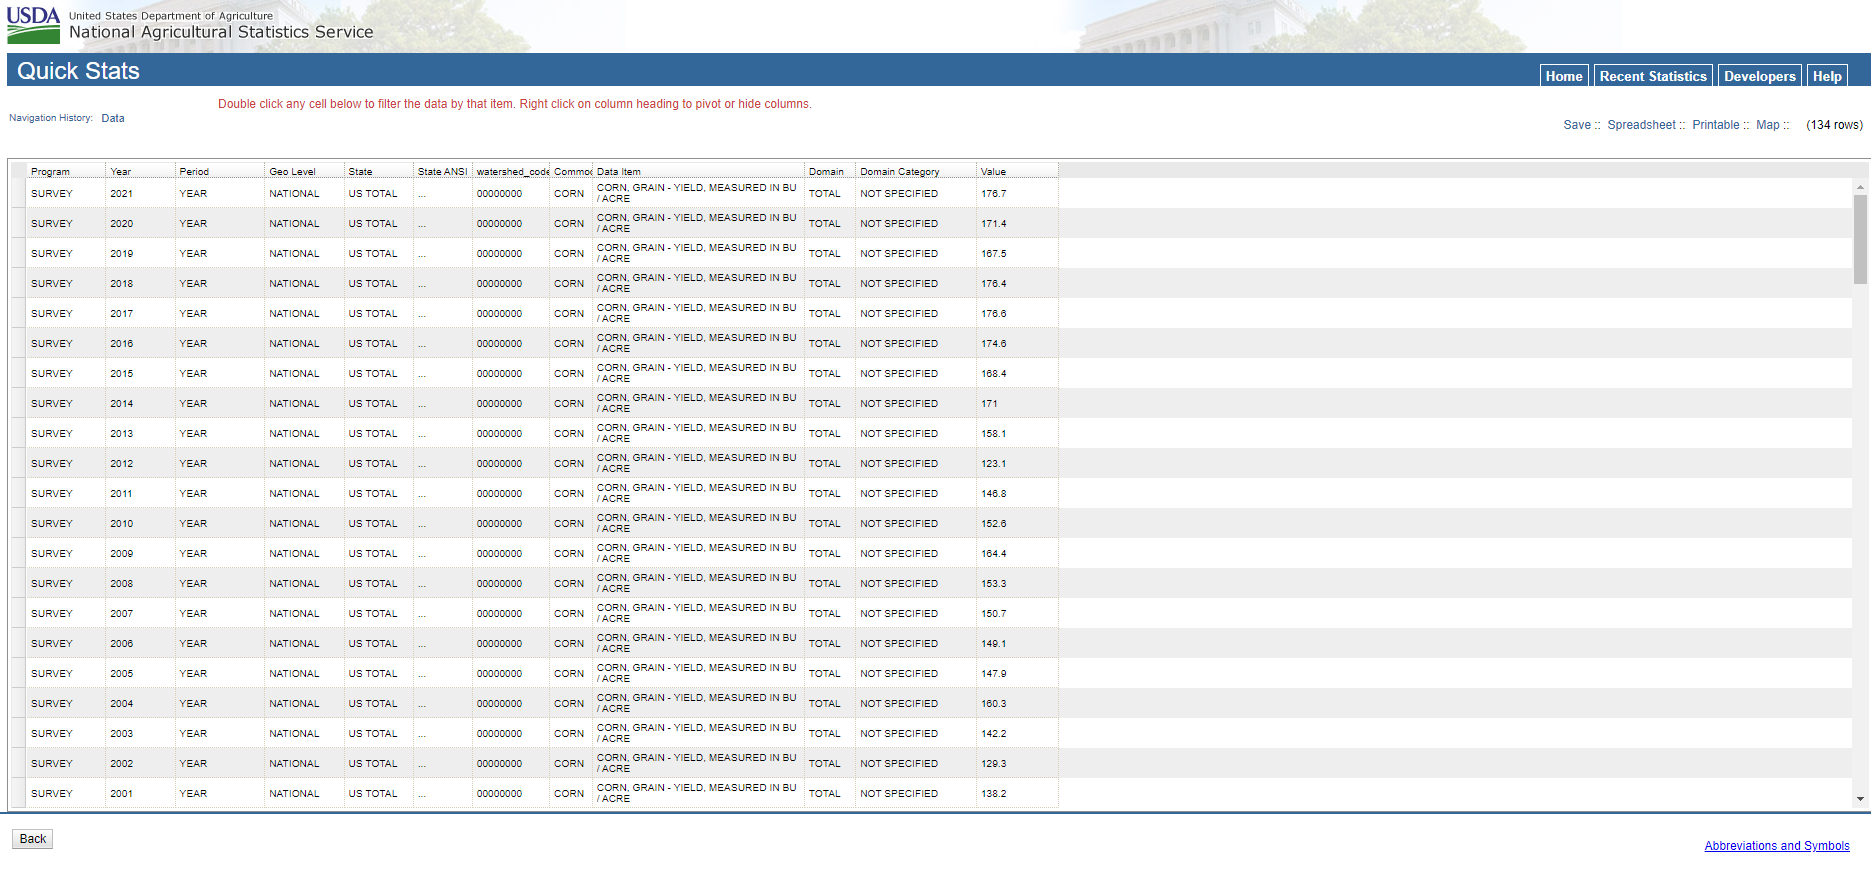 USDA United States Department of Agriculture
National Agricultural Statistics Service
Quick Stats
Home Recent Statistics Developers Help
Double click any cell below to filter the data by that item. Right click on column heading to pivot or hide columns.
Navigation History: Data
Save :: Spreadsheet :: Printable :: Map :: (134 rows)
Program Year Period Geo Level State State ANSI watershed_code Commod Data Item Domain Domain Category Value
SURVEY 2021 YEAR NATIONAL US TOTAL ... 00000000 CORN CORN, GRAIN - YIELD, MEASURED IN BU / ACRE TOTAL NOT SPECIFIED 176.7
SURVEY 2020 YEAR NATIONAL US TOTAL ... 00000000 CORN CORN, GRAIN - YIELD, MEASURED IN BU / ACRE TOTAL NOT SPECIFIED 171.4
SURVEY 2019 YEAR NATIONAL US TOTAL ... 00000000 CORN CORN, GRAIN - YIELD, MEASURED IN BU / ACRE TOTAL NOT SPECIFIED 167.5
SURVEY 2018 YEAR NATIONAL US TOTAL ... 00000000 CORN CORN, GRAIN - YIELD, MEASURED IN BU / ACRE TOTAL NOT SPECIFIED 176.4
SURVEY 2017 YEAR NATIONAL US TOTAL ... 00000000 CORN CORN, GRAIN - YIELD, MEASURED IN BU / ACRE TOTAL NOT SPECIFIED 176.6
SURVEY 2016 YEAR NATIONAL US TOTAL ... 00000000 CORN CORN, GRAIN - YIELD, MEASURED IN BU / ACRE TOTAL NOT SPECIFIED 174.6
SURVEY 2015 YEAR NATIONAL US TOTAL ... 00000000 CORN CORN, GRAIN - YIELD, MEASURED IN BU / ACRE TOTAL NOT SPECIFIED 168.4
SURVEY 2014 YEAR NATIONAL US TOTAL ... 00000000 CORN CORN, GRAIN - YIELD, MEASURED IN BU / ACRE TOTAL NOT SPECIFIED 171
SURVEY 2013 YEAR NATIONAL US TOTAL ... 00000000 CORN CORN, GRAIN - YIELD, MEASURED IN BU / ACRE TOTAL NOT SPECIFIED 158.1
SURVEY 2012 YEAR NATIONAL US TOTAL ... 00000000 CORN CORN, GRAIN - YIELD, MEASURED IN BU / ACRE TOTAL NOT SPECIFIED 123.1
SURVEY 2011 YEAR NATIONAL US TOTAL ... 00000000 CORN CORN, GRAIN - YIELD, MEASURED IN BU / ACRE TOTAL NOT SPECIFIED 146.8
SURVEY 2010 YEAR NATIONAL US TOTAL ... 00000000 CORN CORN, GRAIN - YIELD, MEASURED IN BU / ACRE TOTAL NOT SPECIFIED 152.6
SURVEY 2009 YEAR NATIONAL US TOTAL ... 00000000 CORN CORN, GRAIN - YIELD, MEASURED IN BU / ACRE TOTAL NOT SPECIFIED 164.4
SURVEY 2008 YEAR NATIONAL US TOTAL ... 00000000 CORN CORN, GRAIN - YIELD, MEASURED IN BU / ACRE TOTAL NOT SPECIFIED 153.3
SURVEY 2007 YEAR NATIONAL US TOTAL ... 00000000 CORN CORN, GRAIN - YIELD, MEASURED IN BU / ACRE TOTAL NOT SPECIFIED 150.7
SURVEY 2006 YEAR NATIONAL US TOTAL ... 00000000 CORN CORN, GRAIN - YIELD, MEASURED IN BU / ACRE TOTAL NOT SPECIFIED 149.1
SURVEY 2005 YEAR NATIONAL US TOTAL ... 00000000 CORN CORN, GRAIN - YIELD, MEASURED IN BU / ACRE TOTAL NOT SPECIFIED 147.9
SURVEY 2004 YEAR NATIONAL US TOTAL ... 00000000 CORN CORN, GRAIN - YIELD, MEASURED IN BU / ACRE TOTAL NOT SPECIFIED 160.3
SURVEY 2003 YEAR NATIONAL US TOTAL ... 00000000 CORN CORN, GRAIN - YIELD, MEASURED IN BU / ACRE TOTAL NOT SPECIFIED 142.2
SURVEY 2002 YEAR NATIONAL US TOTAL ... 00000000 CORN CORN, GRAIN - YIELD, MEASURED IN BU / ACRE TOTAL NOT SPECIFIED 129.3
SURVEY 2001 YEAR NATIONAL US TOTAL ... 00000000 CORN CORN, GRAIN - YIELD, MEASURED IN BU / ACRE TOTAL NOT SPECIFIED 138.2
Back
Abbreviations and Symbols